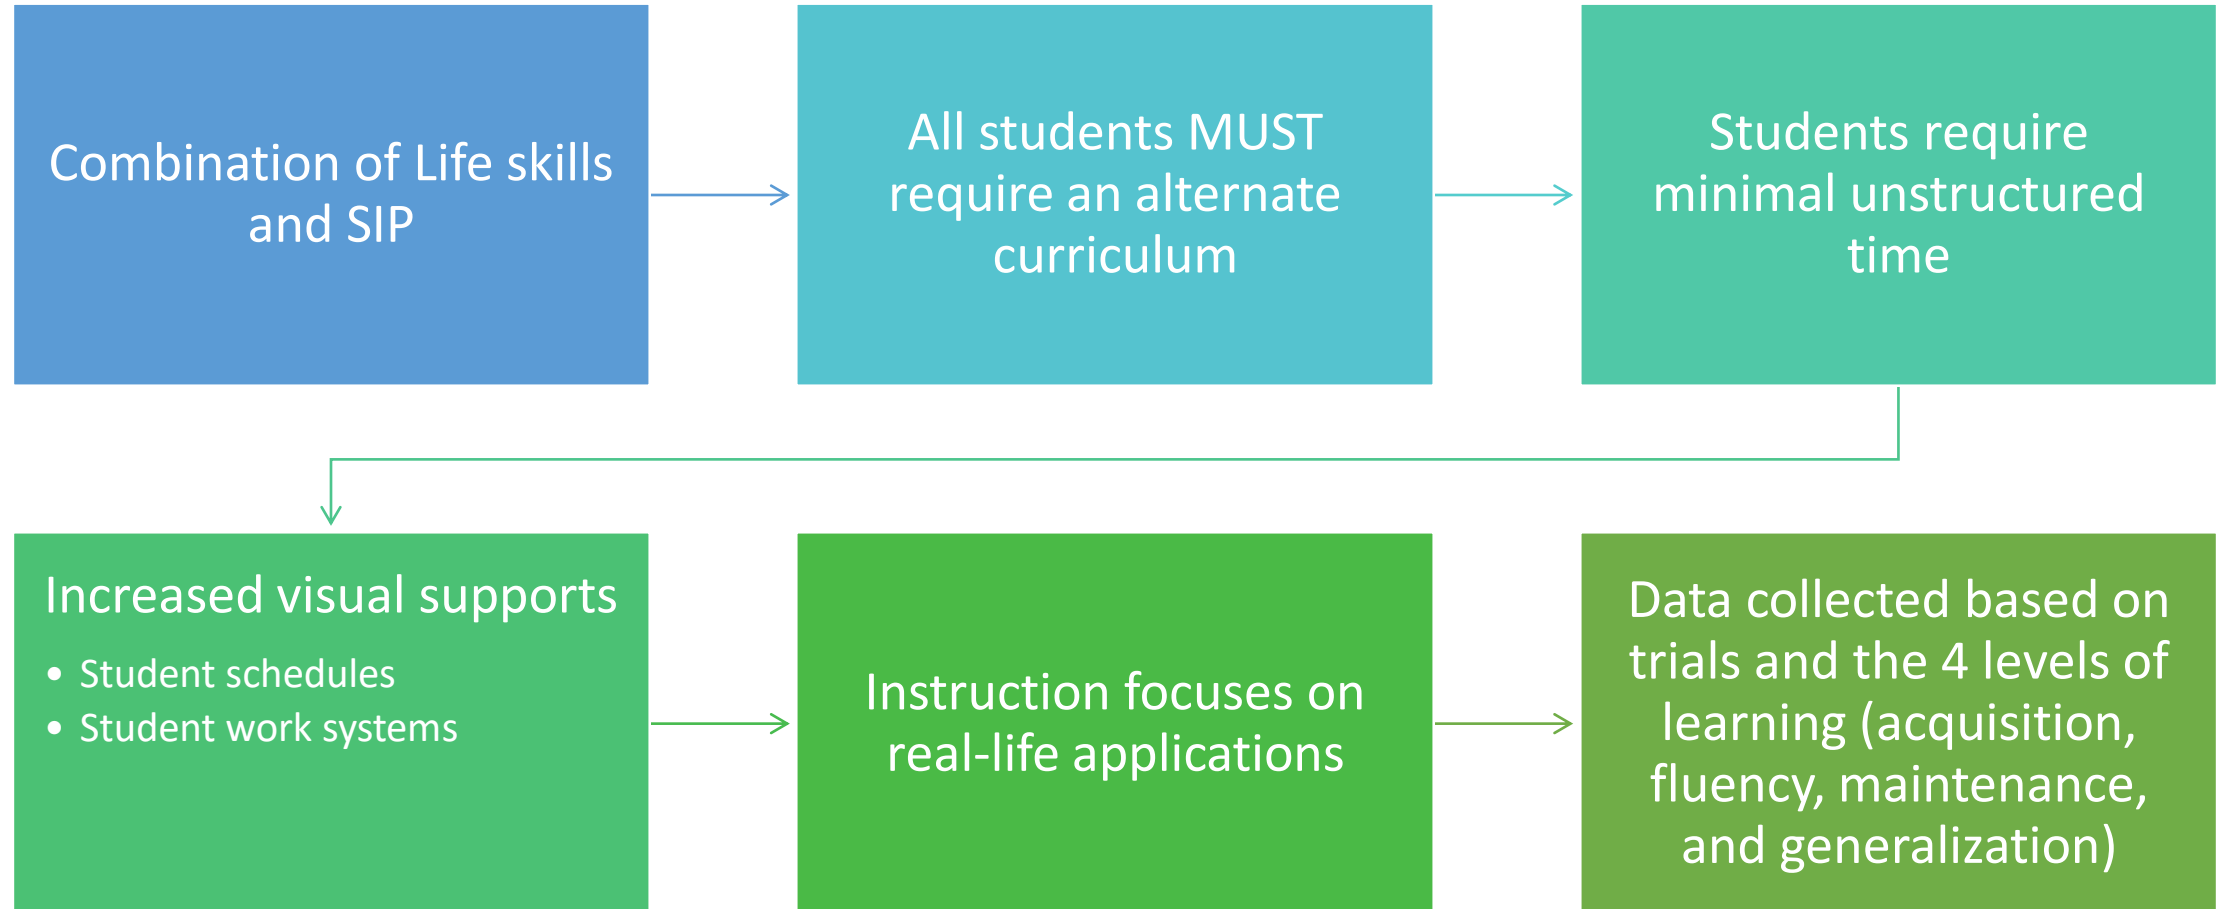 Combination of Life skills
and SIP
All students MUST
require an alternate
curriculum
Students require
minimal unstructured
time
Increased visual supports
• Student schedules
• Student work systems
Instruction focuses on
real-life applications
Data collected based on
trials and the 4 levels of
learning (acquisition,
fluency, maintenance,
and generalization)